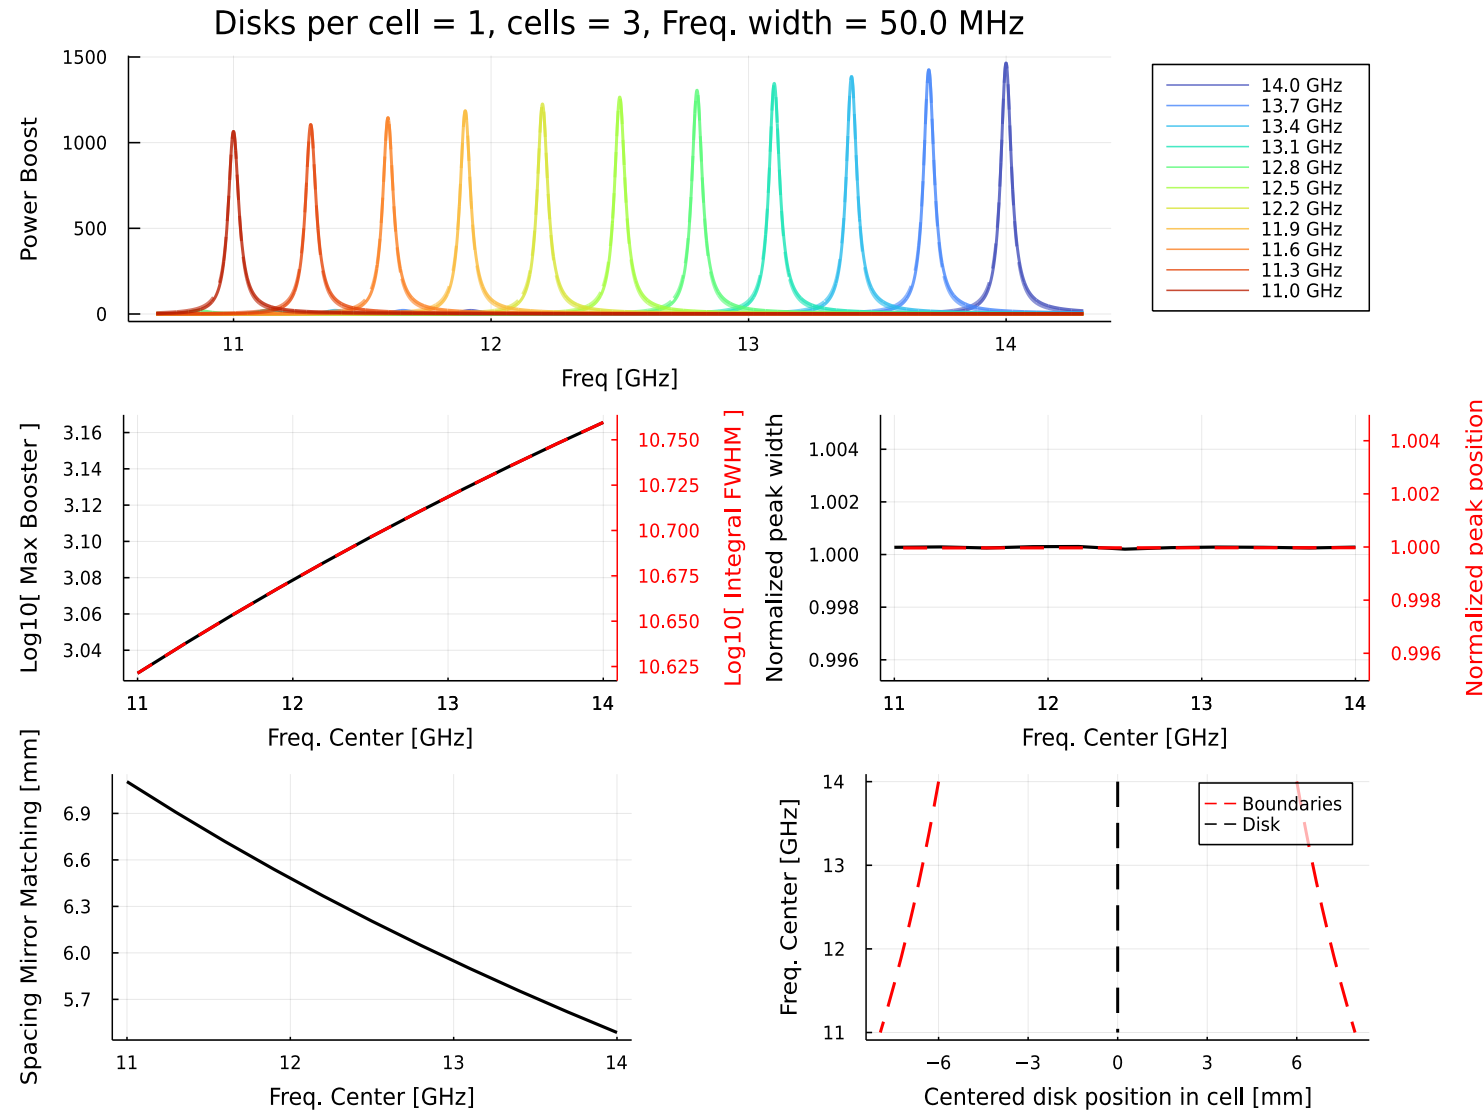 Disks per cell = 1, cells = 3, Freq. width = 50.0 MHz
Power Boost
1500
1000
500
0
11
12
13
14
Freq [GHz]
14.0 GHz
13.7 GHz
13.4 GHz
13.1 GHz
12.8 GHz
12.5 GHz
12.2 GHz
11.9 GHz
11.6 GHz
11.3 GHz
11.0 GHz
Log10[ Max Booster ]
3.16
3.14
3.12
3.10
3.08
3.06
3.04
11
12
13
14
Freq. Center [GHz]
10.750
10.725
10.700
10.675
10.650
10.625
Log10[ Integral FWHM ]
Normalized peak width
1.004
1.002
1.000
0.998
0.996
11
12
13
14
Freq. Center [GHz]
1.004
1.002
1.000
0.998
0.996
Normalized peak position
Spacing Mirror Matching [mm]
6.9
6.6
6.3
6.0
5.7
11
12
13
14
Freq. Center [GHz]
Freq. Center [GHz]
14
13
12
11
−6
−3
0
3
6
Centered disk position in cell [mm]
Boundaries
Disk